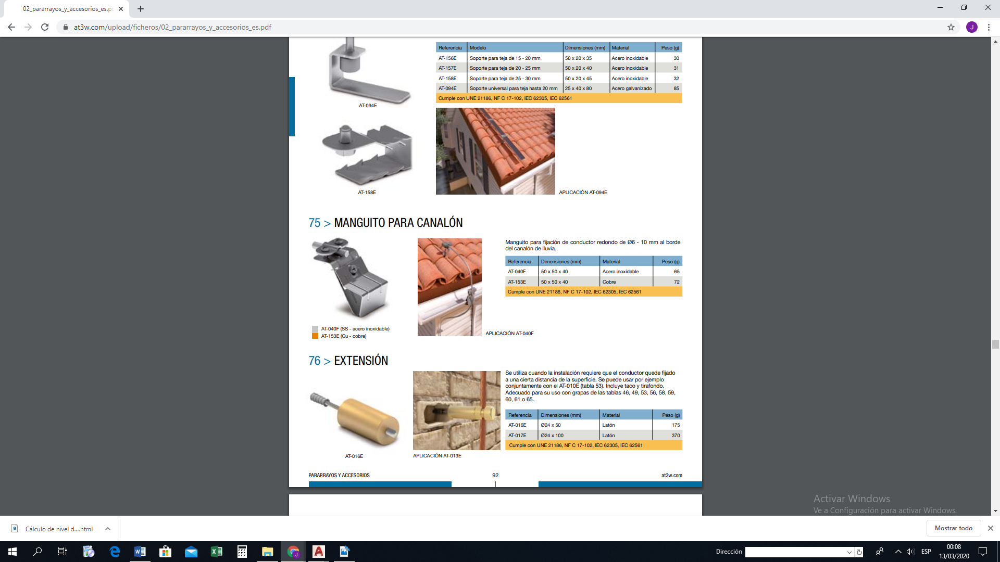 02_pararrayos_y_accesorios_es.pc
at3w.com/upload/ficheros/02_pararrayos_y_accesorios_es.pdf
J
Referencia Modelo Dimensiones (mm) Material Peso (g)
AT-156E Soporte para teja de 15 - 20 mm 50 x 20 x 35 Acero inoxidable 30
AT-157E Soporte para teja de 20 - 25 mm 50 x 20 x 40 Acero inoxidable 31
AT-158E Soporte para teja de 25 - 30 mm 50 x 20 x 45 Acero inoxidable 32
AT-094E Soporte universal para teja hasta 20 mm 25 x 40 x 80 Acero galvanizado 85
Cumple con UNE 21186, NF C 17-102, IEC 62305, IEC 62561
AT-094E
AT-158E
APLICACIÓN AT-094E
75 > MANGUITO PARA CANALÓN
Manguito para fijación de conductor redondo de Ø6 - 10 mm al borde
del canalón de lluvia.
Referencia Dimensiones (mm) Material Peso (g)
AT-040F 50 x 50 x 40 Acero inoxidable 65
AT-153E 50 x 50 x 40 Cobre 72
Cumple con UNE 21186, NF C 17-102, IEC 62305, IEC 62561
AT-040F (SS - acero inoxidable)
AT-153E (Cu - cobre)
APLICACIÓN AT-040F
76 > EXTENSIÓN
Se utiliza cuando la instalación requiere que el conductor quede fijado
a una cierta distancia de la superficie. Se puede usar por ejemplo
conjuntamente con el AT-010E (tabla 53). Incluye taco y tirafondo.
Adecuado para su uso con grapas de las tablas 46, 49, 53, 56, 58, 59,
60, 61 o 65.
Referencia Dimensiones (mm) Material Peso (g)
AT-016E Ø24 x 50 Latón 175
AT-017E Ø24 x 100 Latón 370
Cumple con UNE 21186, NF C 17-102, IEC 62305, IEC 62561
AT-016E
APLICACIÓN AT-013E
PARARRAYOS Y ACCESORIOS 92 at3w.com
Activar Windows
Ve a Configuración para activar Windows.
Cálculo de nivel d....html
Mostrar todo
Dirección
ESP
00:08
13/03/2020